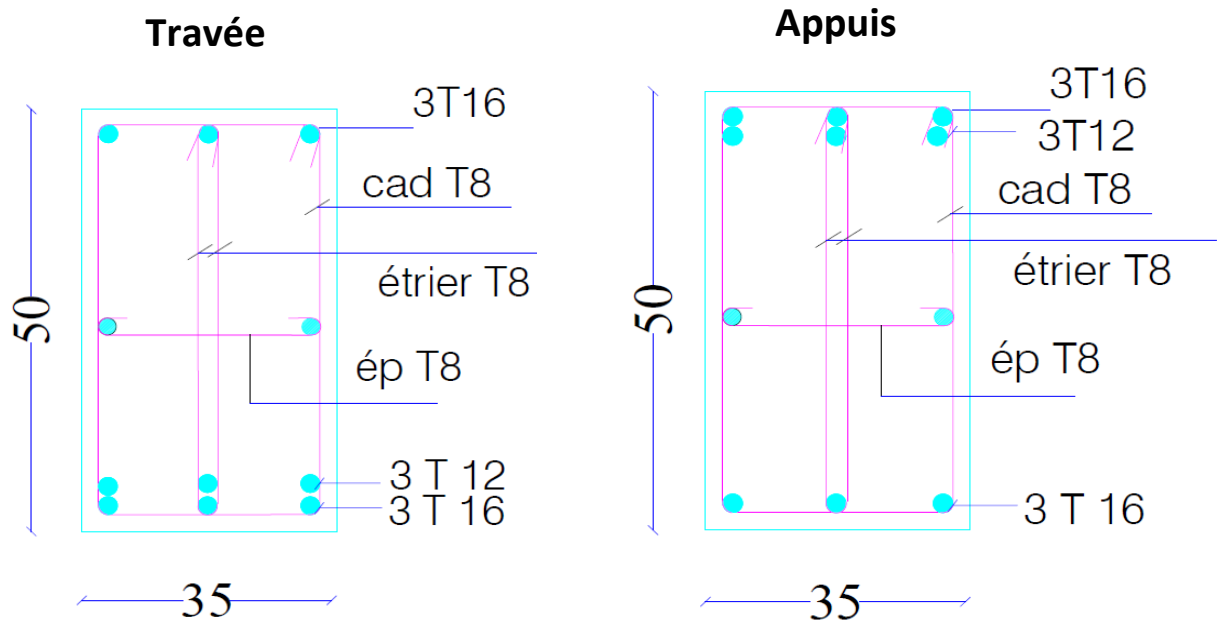 Travée
3T16
cad T8
étrier T8
50
ép T8
3 T 12
3 T 16
35
Appuis
3T16
3T12
cad T8
étrier T8
50
ép T8
3 T 16
35